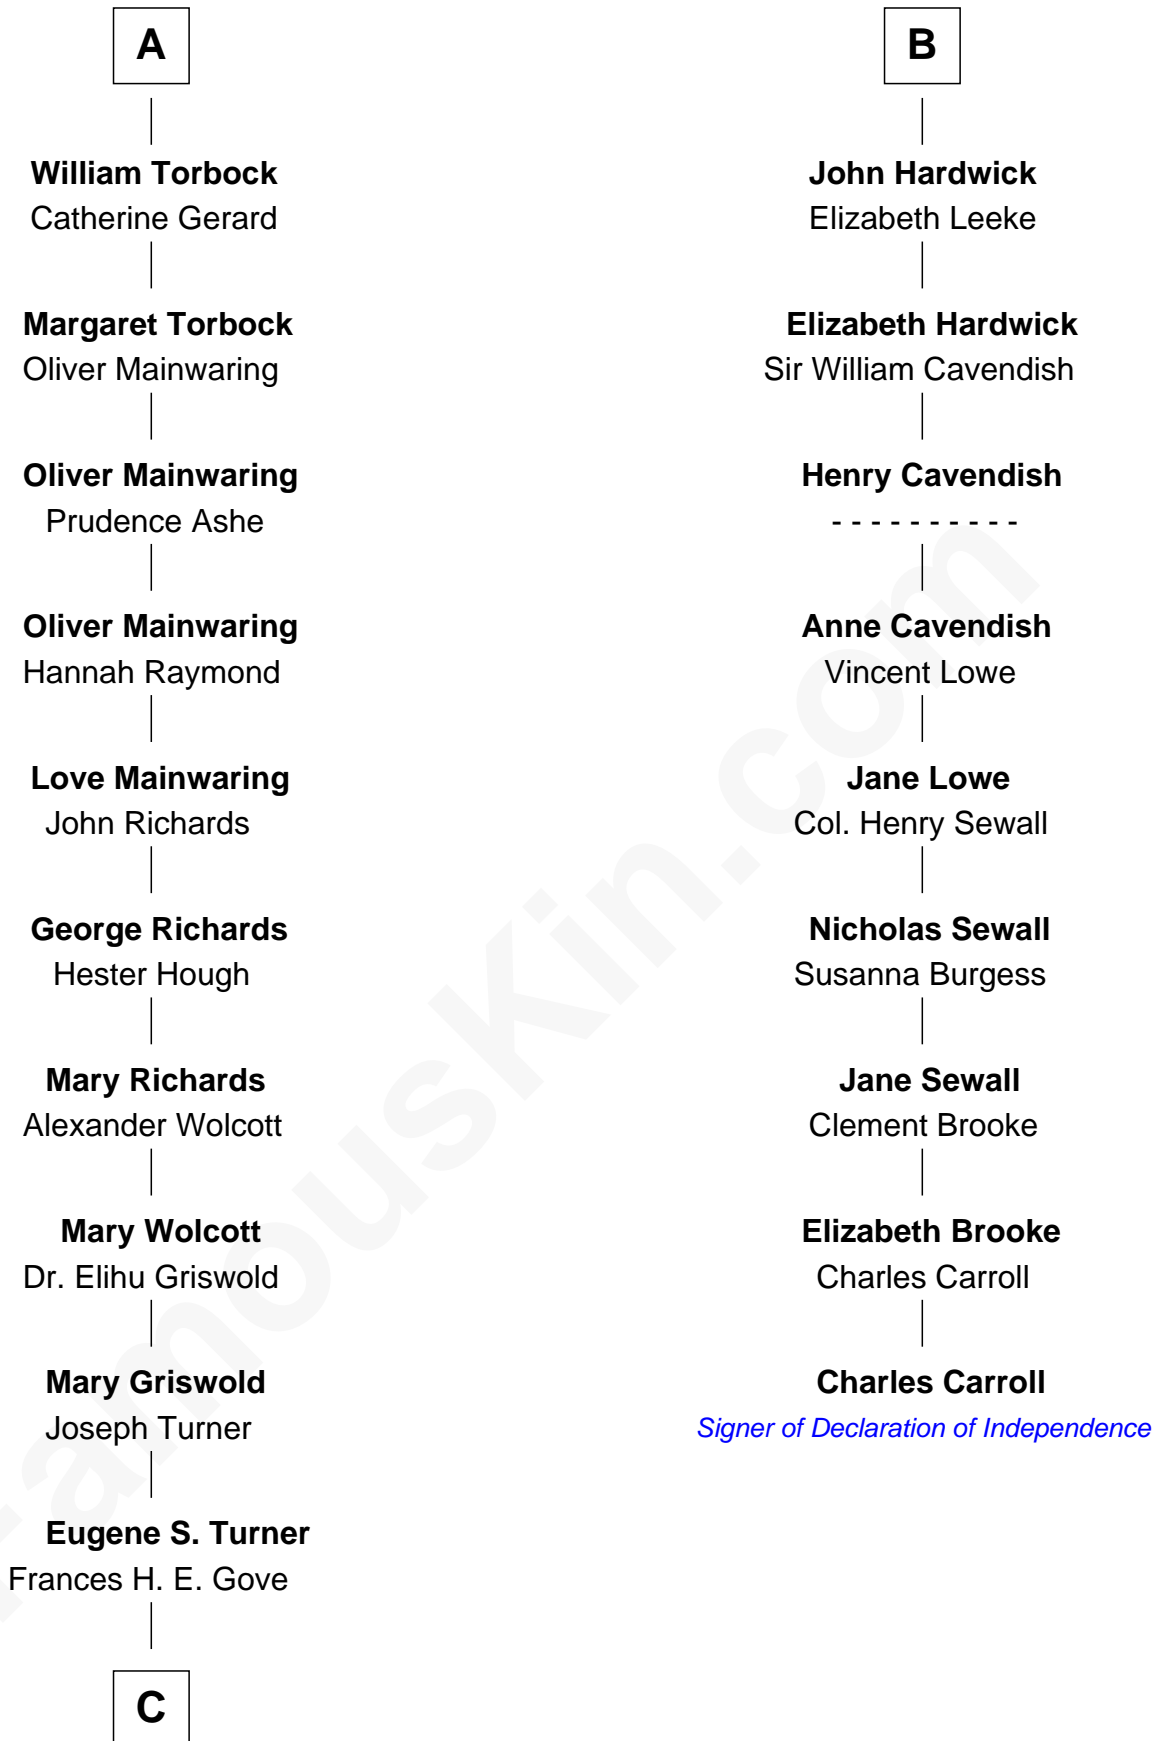 A
William Torbock
Catherine Gerard
Margaret Torbock
Oliver Mainwaring
Oliver Mainwaring
Prudence Ashe
Oliver Mainwaring
Hannah Raymond
Love Mainwaring
John Richards
George Richards
Hester Hough
Mary Richards
Alexander Wolcott
Mary Wolcott
Dr. Elihu Griswold
Mary Griswold
Joseph Turner
Eugene S. Turner
Frances H. E. Gove
C
B
John Hardwick
Elizabeth Leeke
Elizabeth Hardwick
Sir William Cavendish
Henry Cavendish
- - - - - - - - - -
Anne Cavendish
Vincent Lowe
Jane Lowe
Col. Henry Sewall
Nicholas Sewall
Susanna Burgess
Jane Sewall
Clement Brooke
Elizabeth Brooke
Charles Carroll
Charles Carroll
Signer of Declaration of Independence
FamousKin.com